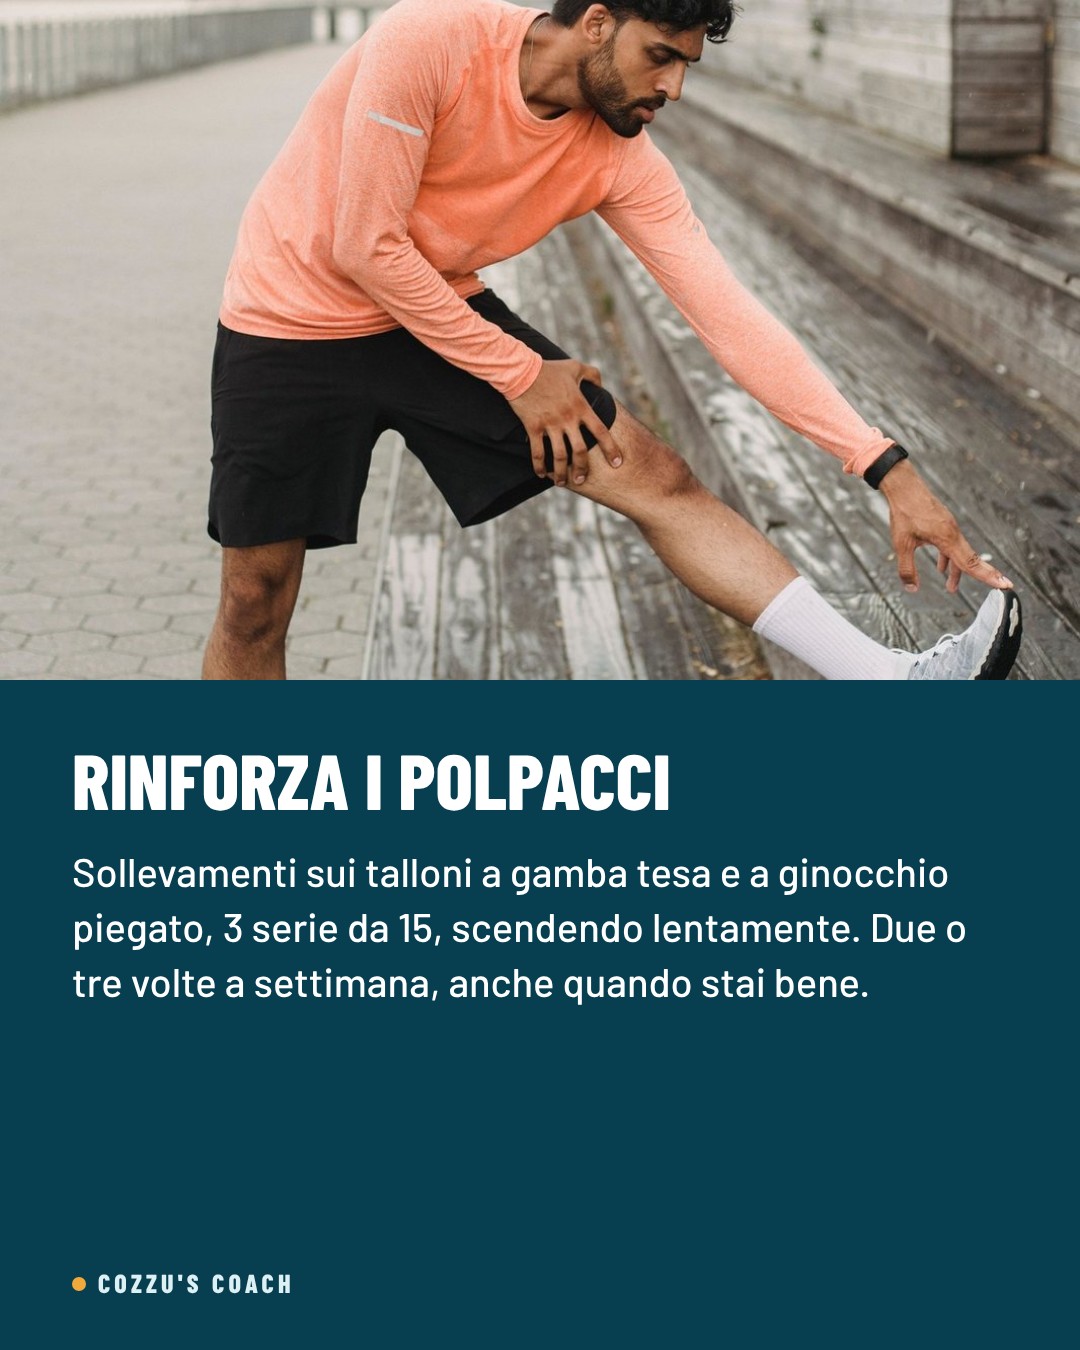 RINFORZA I POLPACCI
Sollevamenti sui talloni a gamba tesa e a ginocchio
piegato, 3 serie da 15, scendendo lentamente. Due o
tre volte a settimana, anche quando stai bene.
COZZU'S COACH